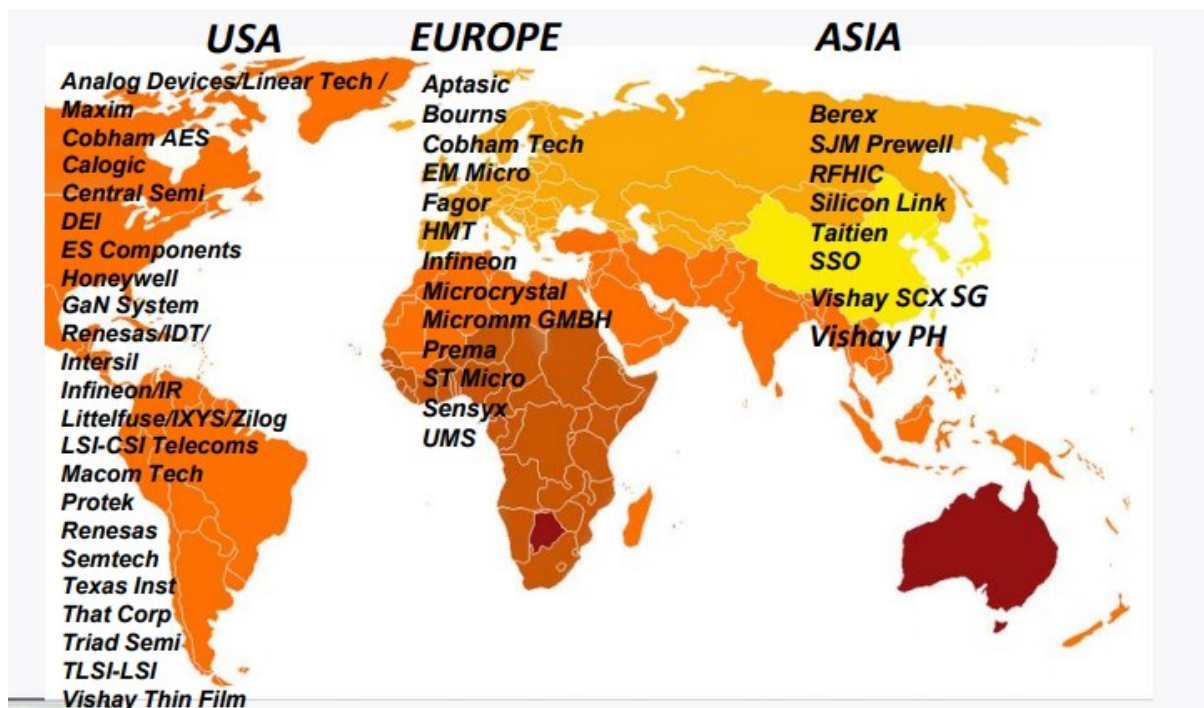 USA
Analog Devices/Linear Tech /
Maxim
Cobham AES
Calogic
Central Semi
DEI
ES Components
Honeywell
GaN System
Renesas/IDT/
Intersil
Infineon/IR
Littelfuse/IXYS/Zilog
LSI-CSI Telecoms
Macom Tech
Protek
Renesas
Semtech
Texas Inst
That Corp
Triad Semi
TLSI-LSI
Vishay Thin Film
EUROPE
Aptasic
Bourns
Cobham Tech
EM Micro
Fagor
HMT
Infineon
Microcrystal
Micromm GMBH
Prema
ST Micro
Sensyx
UMS
ASIA
Berex
SJM Prewell
RFHIC
Silicon Link
Taitien
SSO
Vishay SCX SG
Vishay PH